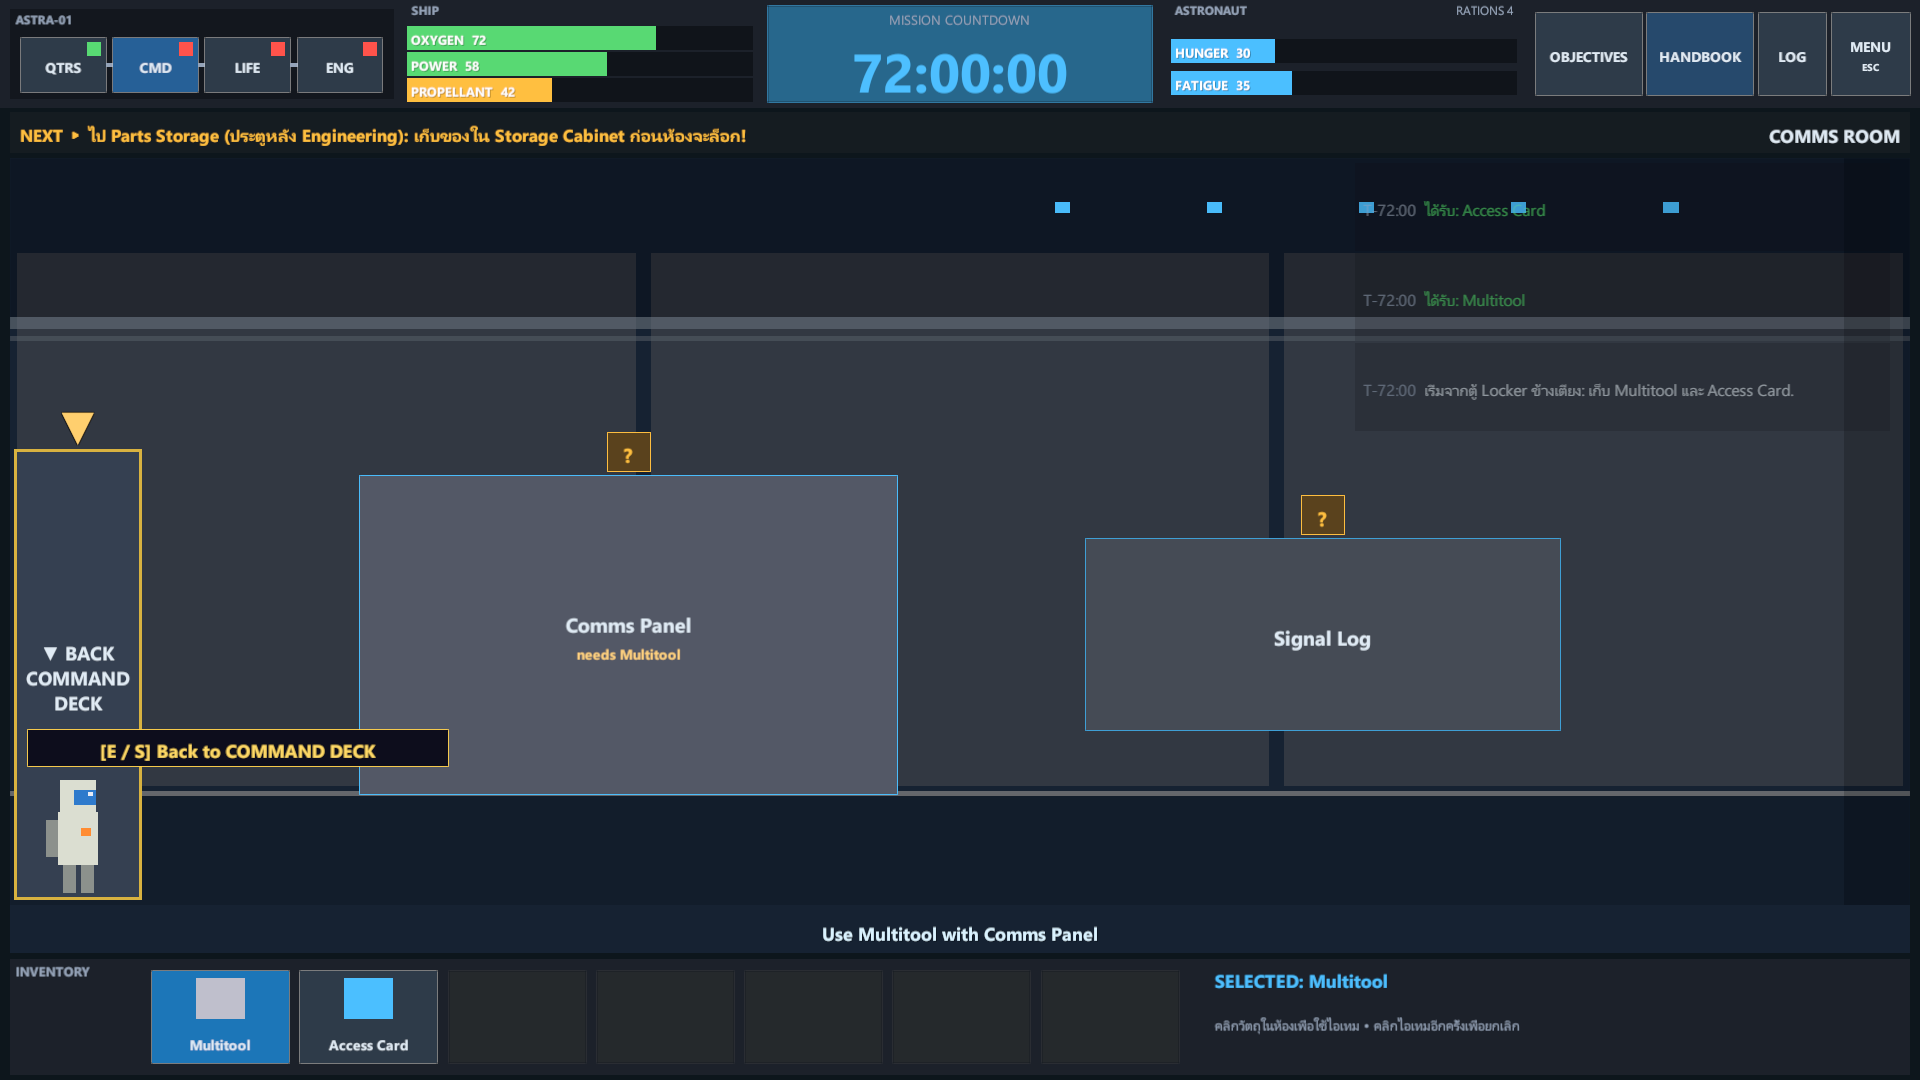 ASTRA-01
QTRS
CMD
LIFE
ENG
SHIP
OXYGEN 72
POWER 58
PROPELLANT 42
MISSION COUNTDOWN
72:00:00
ASTRONAUT
RATIONS 4
HUNGER 30
FATIGUE 35
OBJECTIVES
HANDBOOK
LOG
MENU
ESC
NEXT ▸ ไป Parts Storage (ประตูหลัง Engineering): เก็บของใน Storage Cabinet ก่อนห้องจะล็อก!
COMMS ROOM
T-72:00 ได้รับ: Access Card
T-72:00 ได้รับ: Multitool
T-72:00 เริ่มจากตู้ Locker ข้างเตียง: เก็บ Multitool และ Access Card.
?
?
Comms Panel
needs Multitool
Signal Log
▼ BACK
COMMAND
DECK
[E / S] Back to COMMAND DECK
Use Multitool with Comms Panel
INVENTORY
Multitool
Access Card
SELECTED: Multitool
คลิกวัตถุในห้องเพื่อใช้ไอเทม • คลิกไอเทมอีกครั้งเพื่อยกเลิก